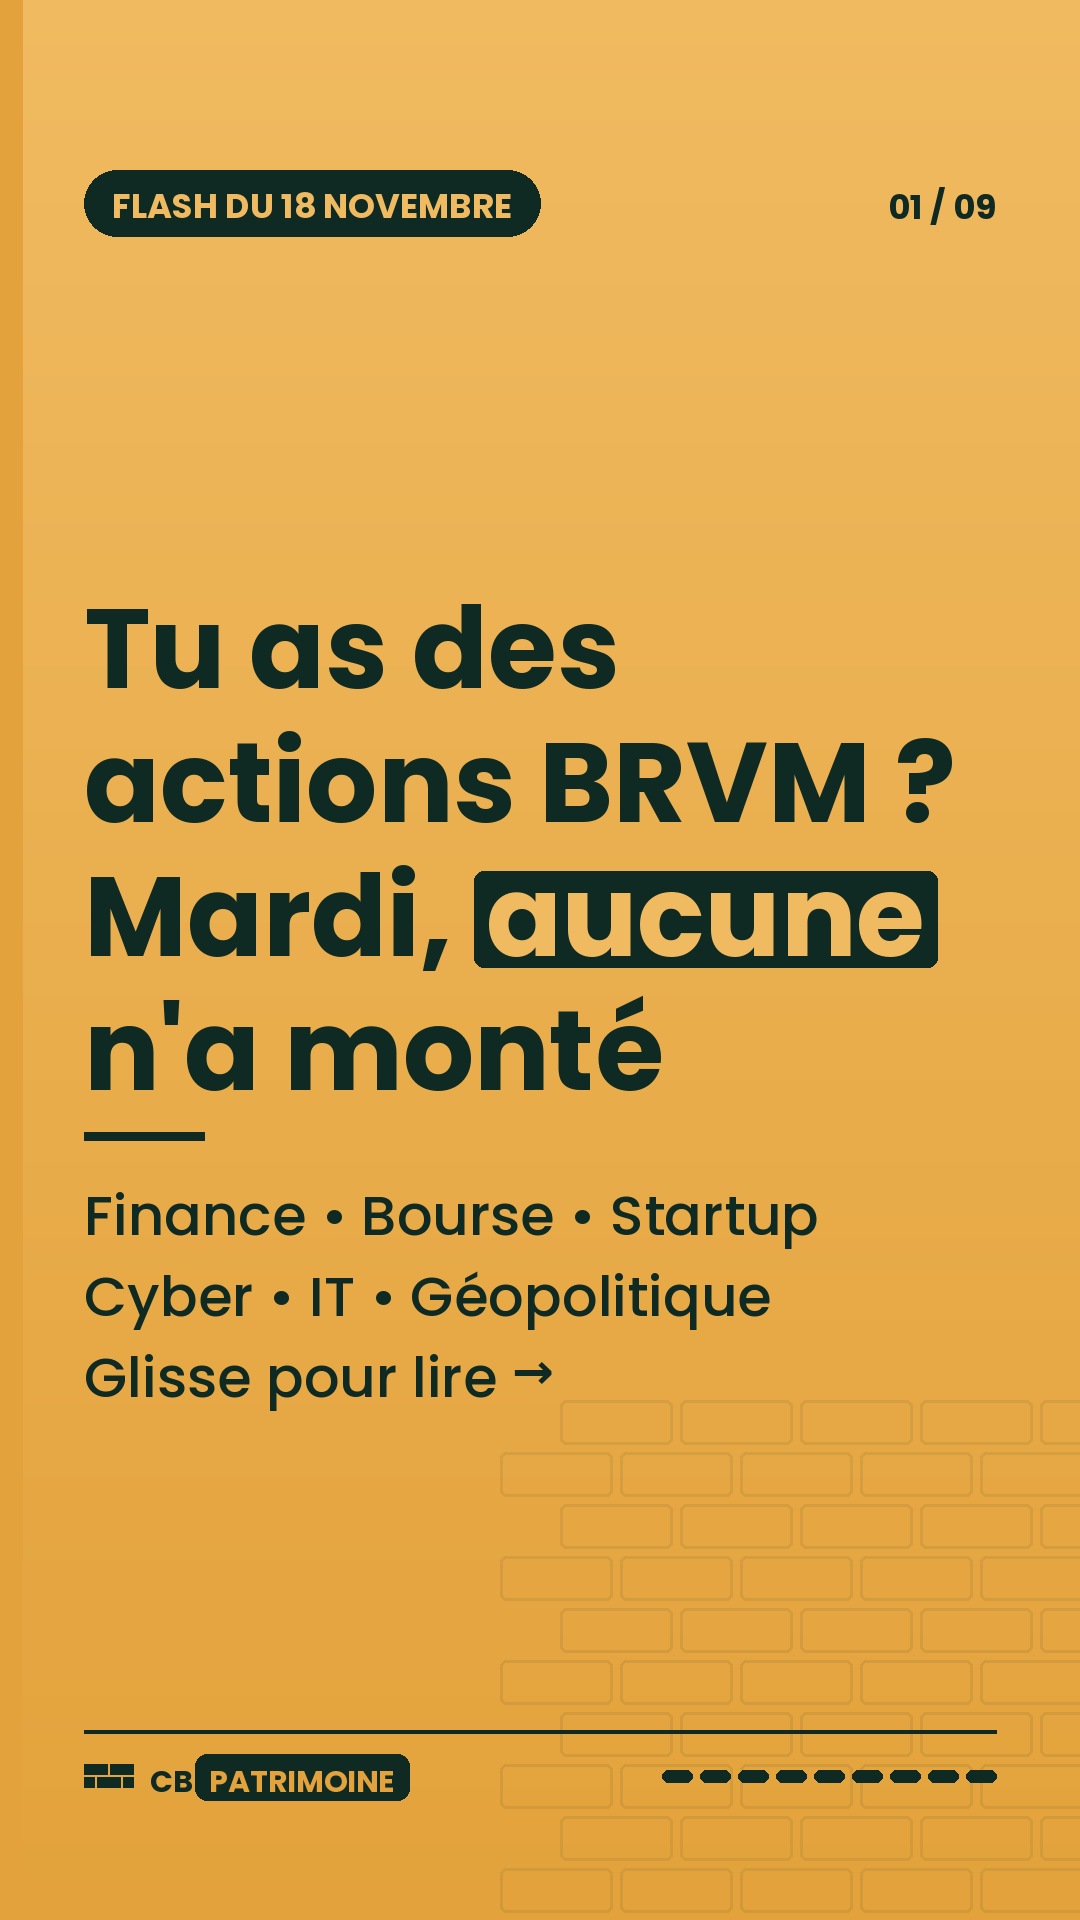 FLASH DU 18 NOVEMBRE
01 / 09
Tu as des
actions BRVM ?
Mardi, aucune
n'a monté
Finance • Bourse • Startup
Cyber • IT • Géopolitique
Glisse pour lire →
CB PATRIMOINE